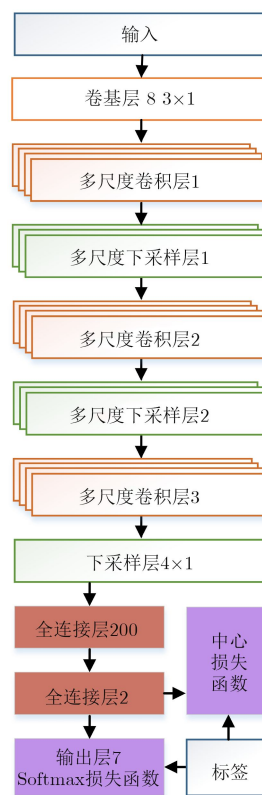 输入
卷基层 8 3×1
多尺度卷积层1
多尺度下采样层1
多尺度卷积层2
多尺度下采样层2
多尺度卷积层3
下采样层4×1
全连接层200
中心
损失
函数
全连接层2
输出层7
Softmax损失函数
标签